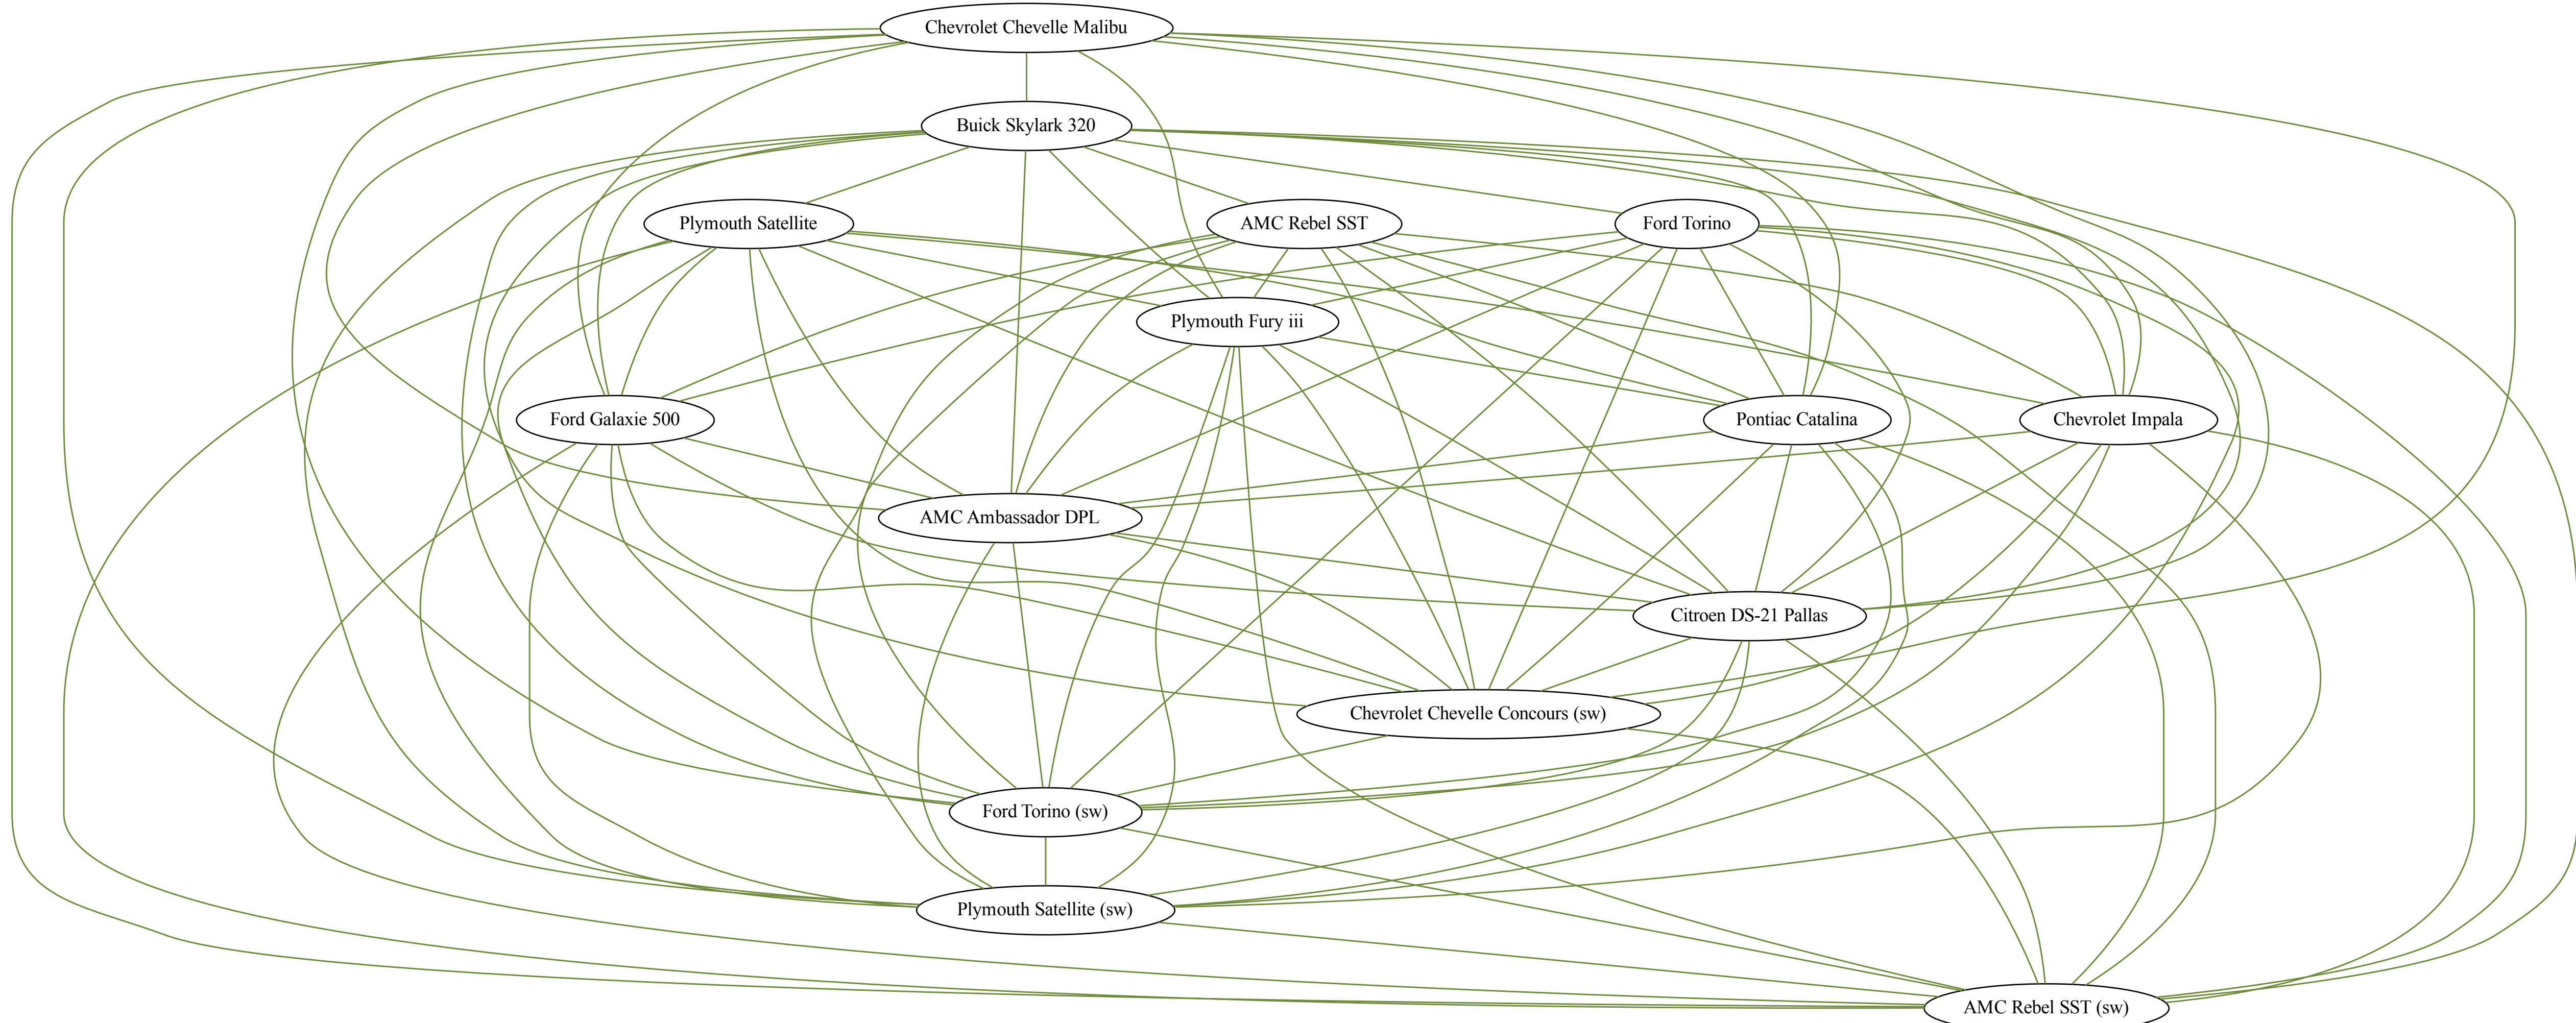 Chevrolet Chevelle Malibu
Buick Skylark 320
Plymouth Satellite
AMC Rebel SST
Ford Torino
Plymouth Fury iii
Ford Galaxie 500
Pontiac Catalina
Chevrolet Impala
AMC Ambassador DPL
Citroen DS-21 Pallas
Chevrolet Chevelle Concours (sw)
Ford Torino (sw)
Plymouth Satellite (sw)
AMC Rebel SST (sw)